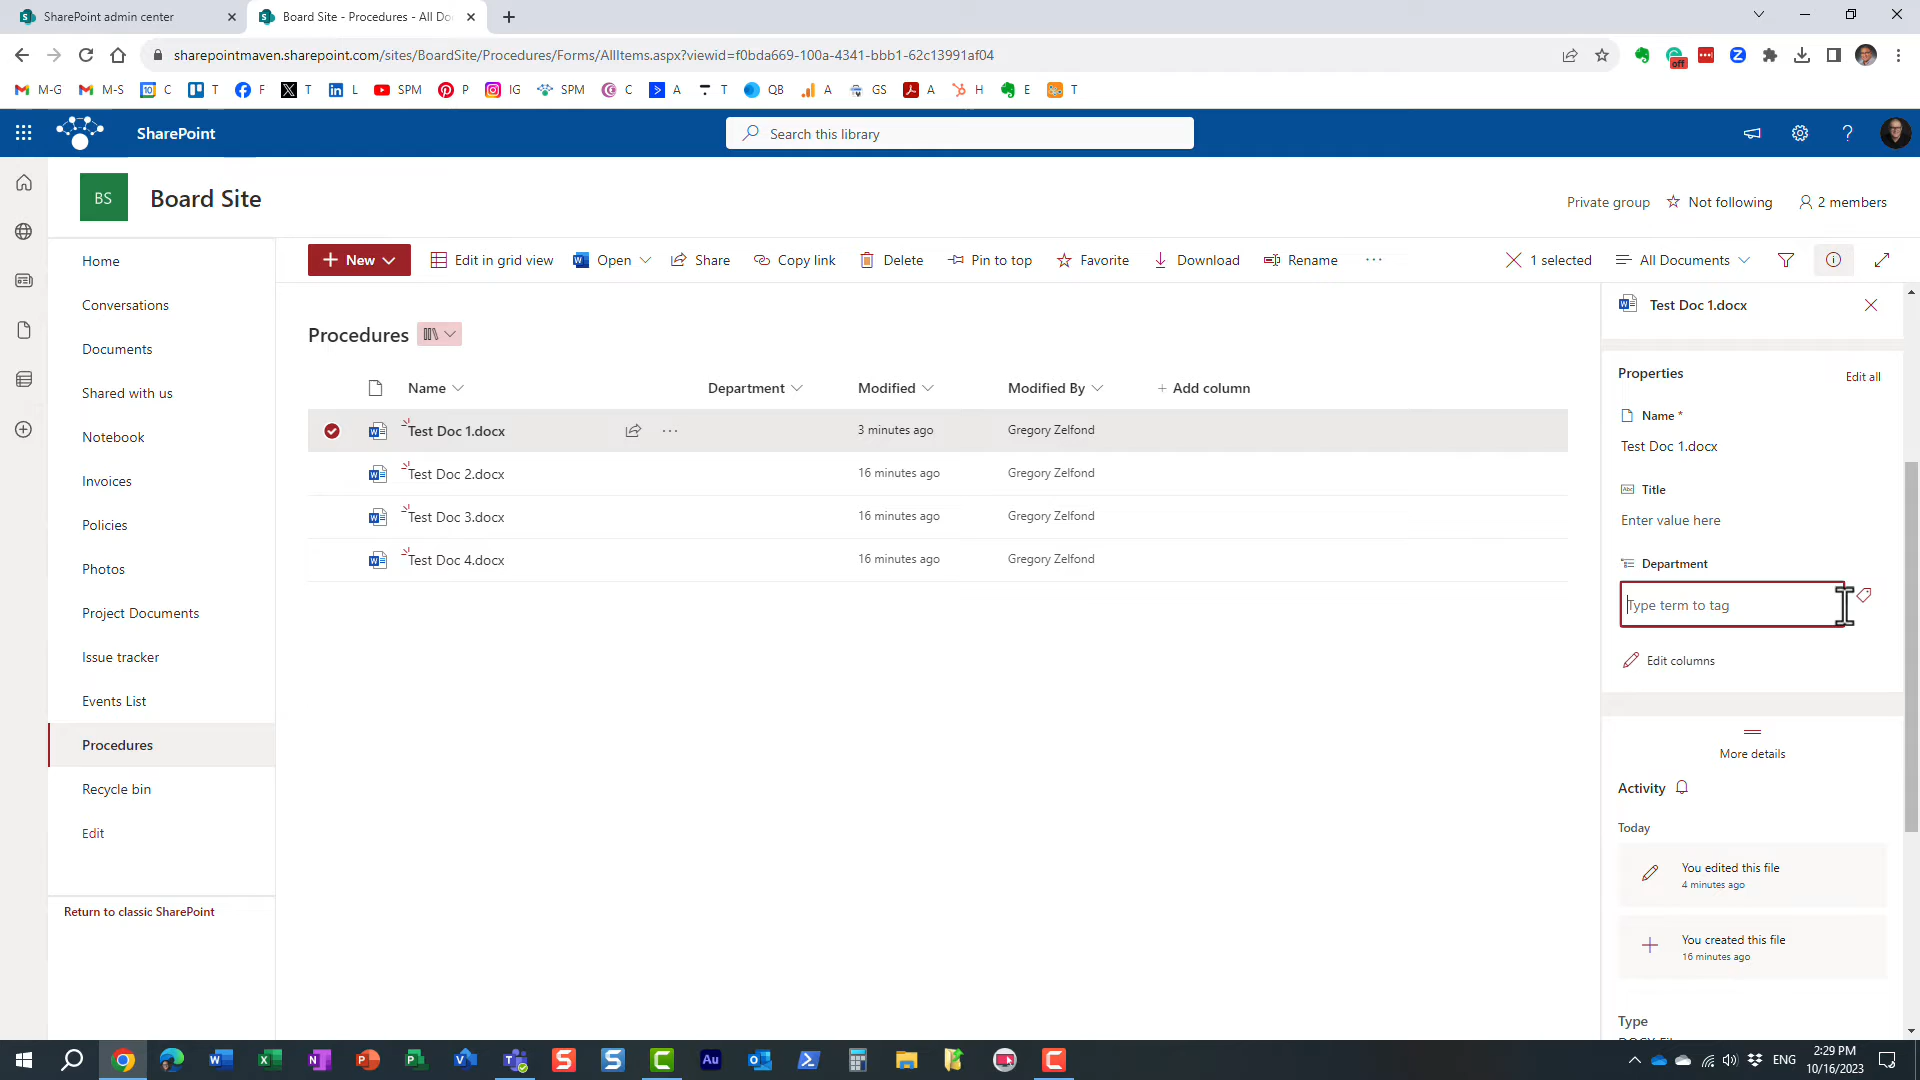 SharePoint admin center
Board Site - Procedures - All Do
sharepointmaven.sharepoint.com/sites/BoardSite/Procedures/Forms/AllItems.aspx?viewid=f0bda669-100a-4341-bbb1-62c13991af04
off
M-G M-S 10 C T F T L SPM P IG SPM C A T QB A GS A H E T
SharePoint
Search this library
BS
Board Site
Private group Not following 2 members
Home
Conversations
Documents
Shared with us
Notebook
Invoices
Policies
Photos
Project Documents
Issue tracker
Events List
Procedures
Recycle bin
Edit
Return to classic SharePoint
New Edit in grid view Open Share Copy link Delete Pin to top Favorite Download Rename ... 1 selected All Documents
Procedures
Name Department Modified Modified By + Add column
Test Doc 1.docx 3 minutes ago Gregory Zelfond
Test Doc 2.docx 16 minutes ago Gregory Zelfond
Test Doc 3.docx 16 minutes ago Gregory Zelfond
Test Doc 4.docx 16 minutes ago Gregory Zelfond
Test Doc 1.docx
Properties Edit all
Name *
Test Doc 1.docx
Abc Title
Enter value here
Department
Type term to tag
Edit columns
More details
Activity
Today
You edited this file
4 minutes ago
You created this file
16 minutes ago
Type
DOCX File
ENG
2:29 PM
10/16/2023